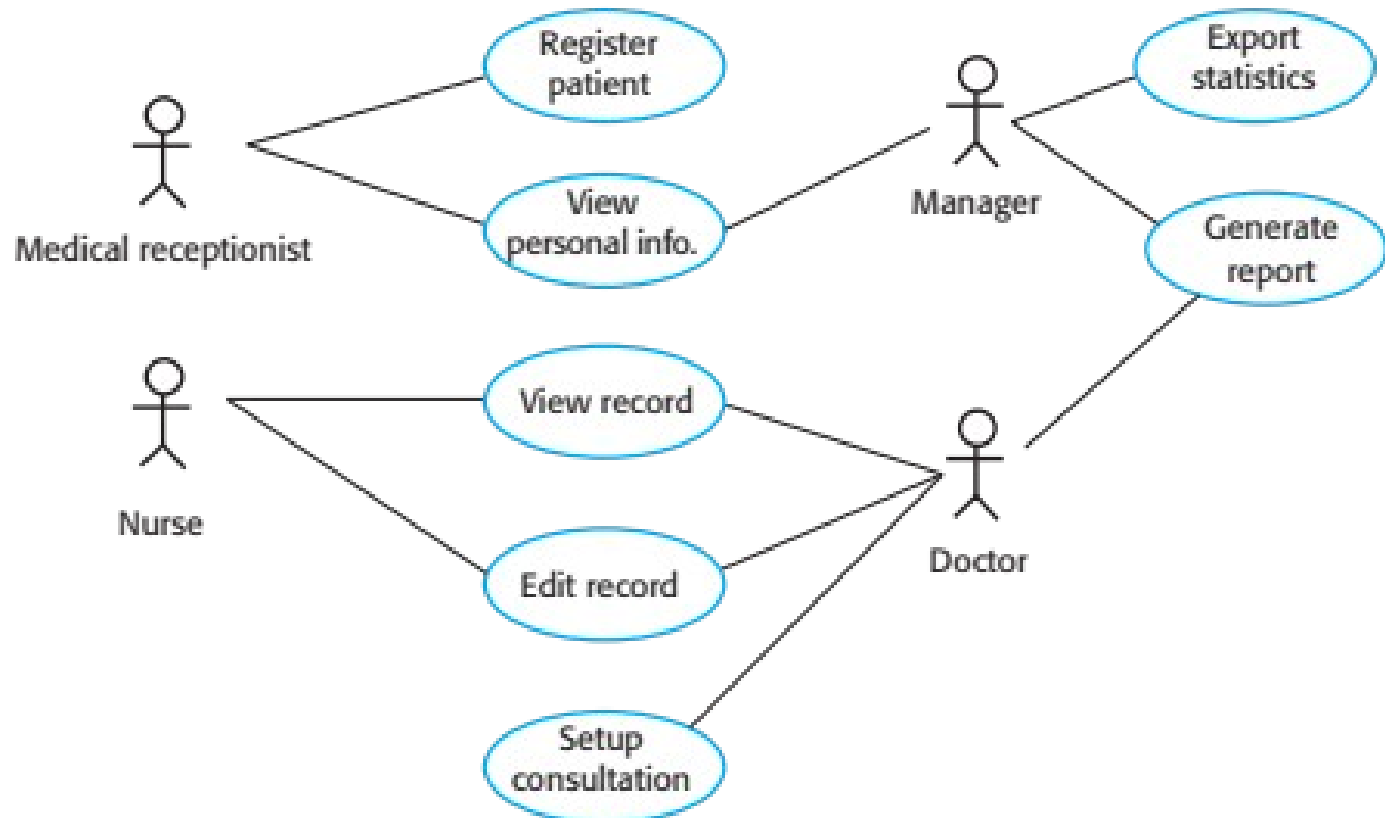 Register
patient
Export
statistics
Medical receptionist
View
personal info.
Manager
Generate
report
Nurse
View record
Edit record
Doctor
Setup
consultation